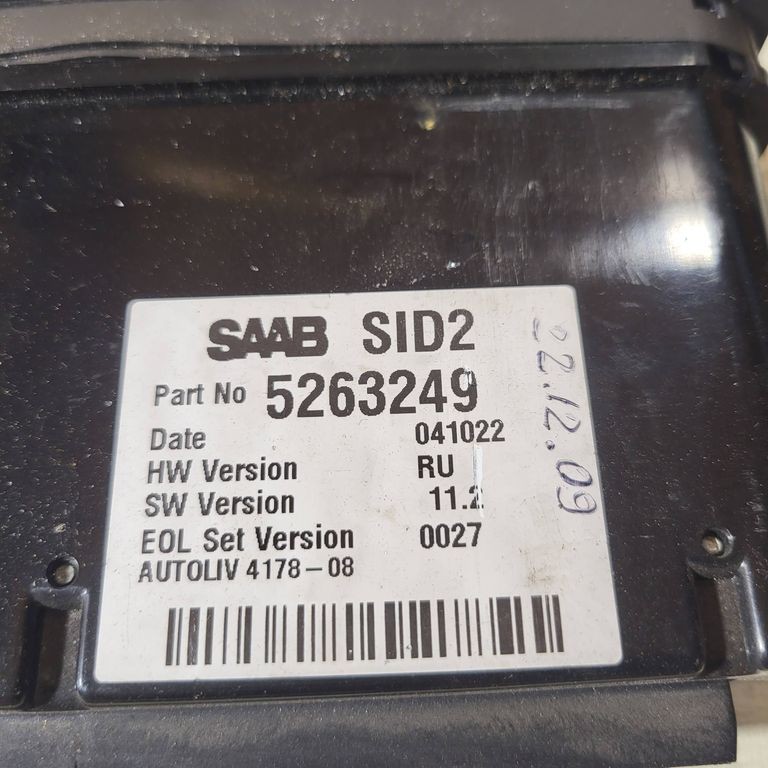 SAAB SID2
Part No 5263249
Date 041022
HW Version RU
SW Version 11.2
EOL Set Version 0027
AUTOLIV 4178-08
22.12.09